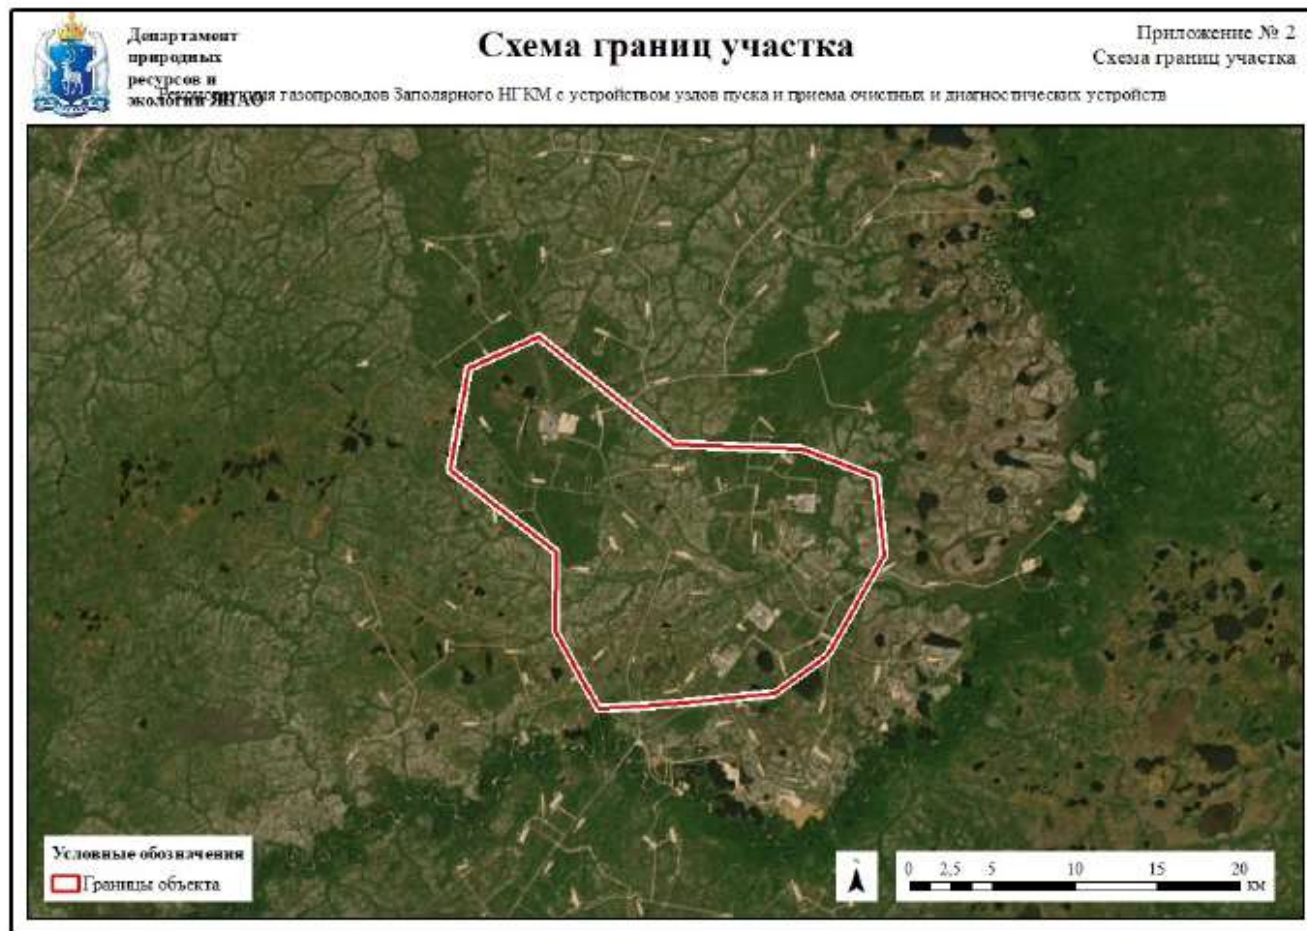 Департамент
природных
ресурсов и
экологии ЯНАО
Схема границ участка
Приложение № 2
Схема границ участка
Реконструкция газопроводов Заполярного НГКМ с устройством узлов пуска и приема очистных и диагностических устройств
Условные обозначения
Границы объекта
0 2,5 5 10 15 20
км